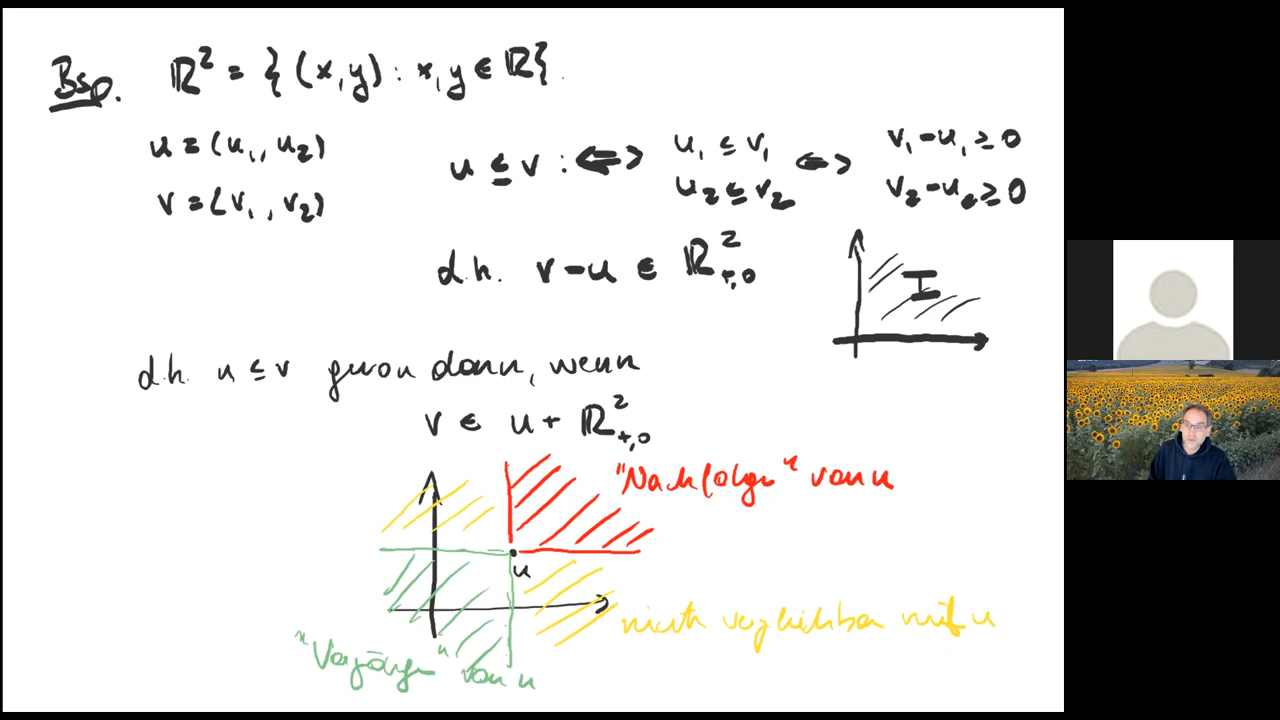 Bsp. ℝ² = {(x,y) : x,y ∈ ℝ}.
u = (u₁, u₂)
v = (v₁, v₂)
u ≤ v :⇔ u₁ ≤ v₁ ⇔ v₁-u₁ ≥ 0
u₂ ≤ v₂ v₂-u₂ ≥ 0
d.h. v-u ∈ ℝ²₊,₀
I
d.h. u ≤ v genau dann, wenn
v ∈ u + ℝ²₊,₀
"Nachfolger" von u
u
nicht vergleichbar mit u
"Vorgänger" von u